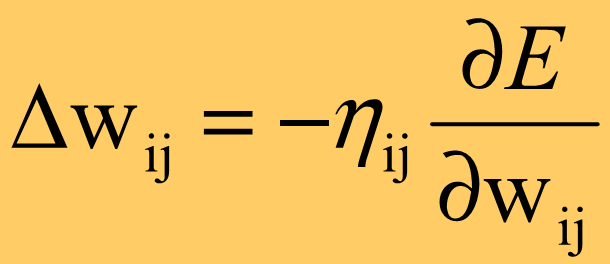 Δw_ij = −η_ij ∂E/∂w_ij